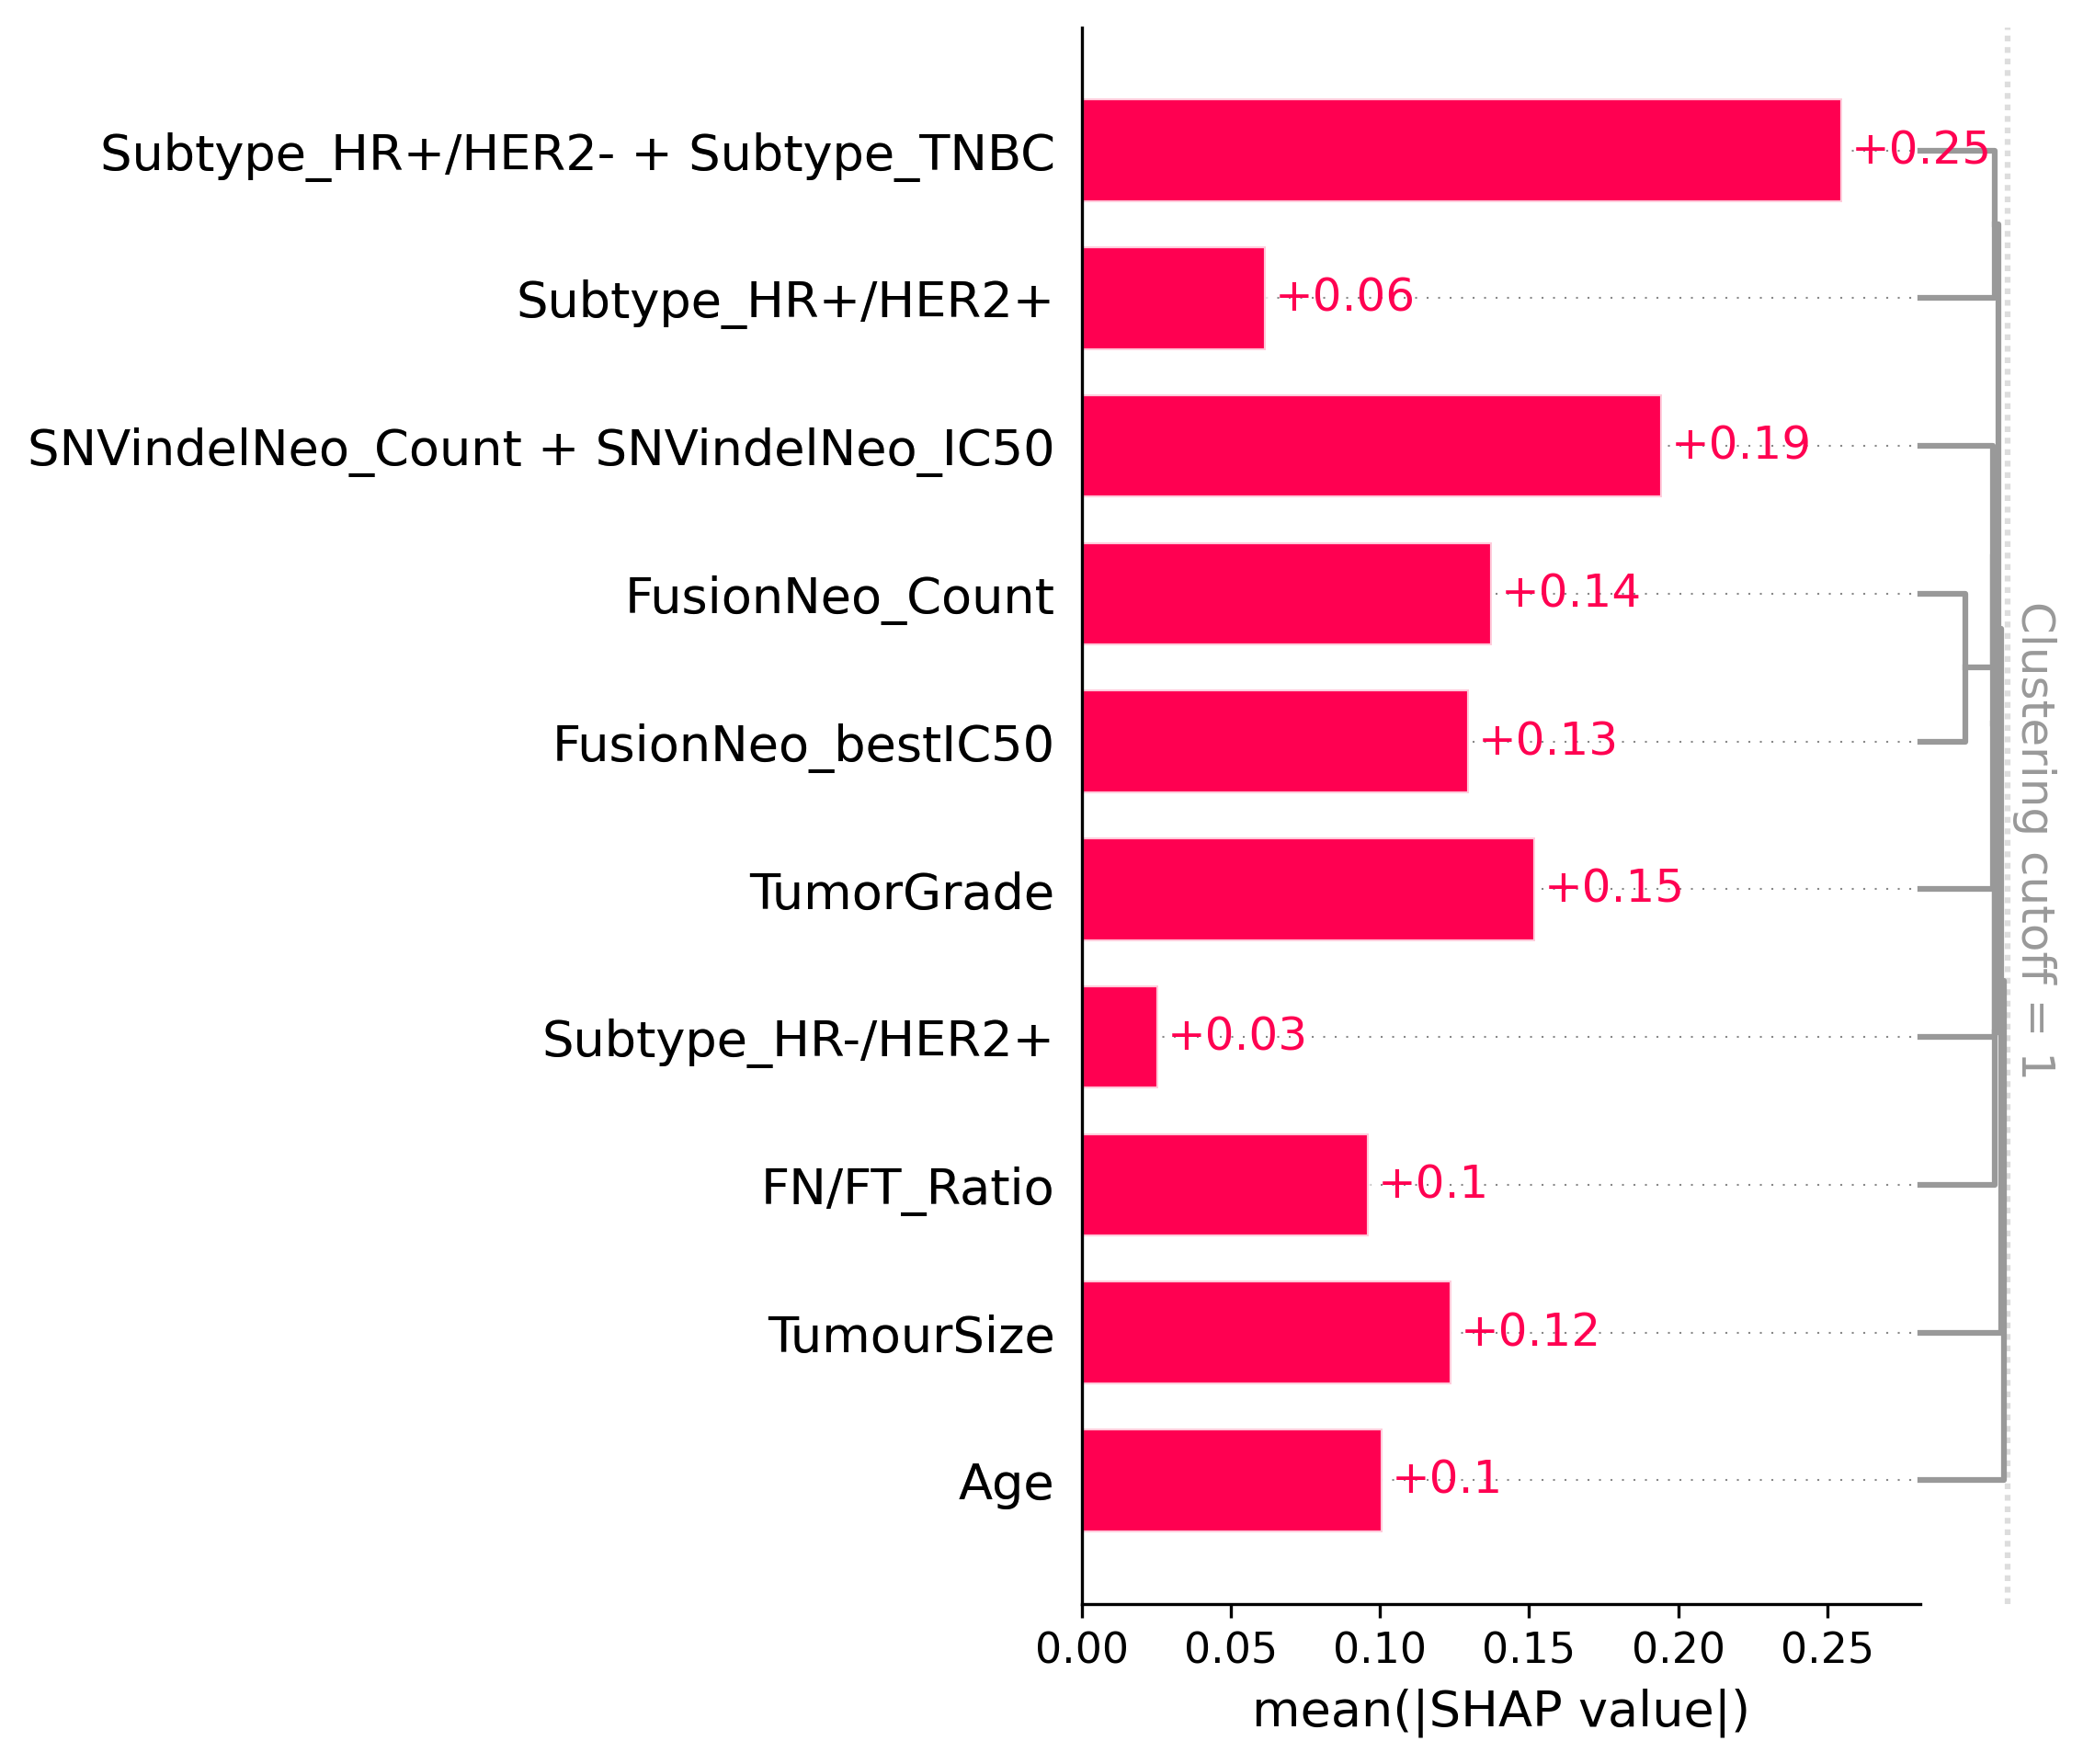 Subtype_HR+/HER2- + Subtype_TNBC
+0.25
Subtype_HR+/HER2+
+0.06
SNVindelNeo_Count + SNVindelNeo_IC50
+0.19
FusionNeo_Count
+0.14
FusionNeo_bestIC50
+0.13
TumorGrade
+0.15
Subtype_HR-/HER2+
+0.03
FN/FT_Ratio
+0.1
TumourSize
+0.12
Age
+0.1
Clustering cutoff = 1
0.00 0.05 0.10 0.15 0.20 0.25
mean(|SHAP value|)